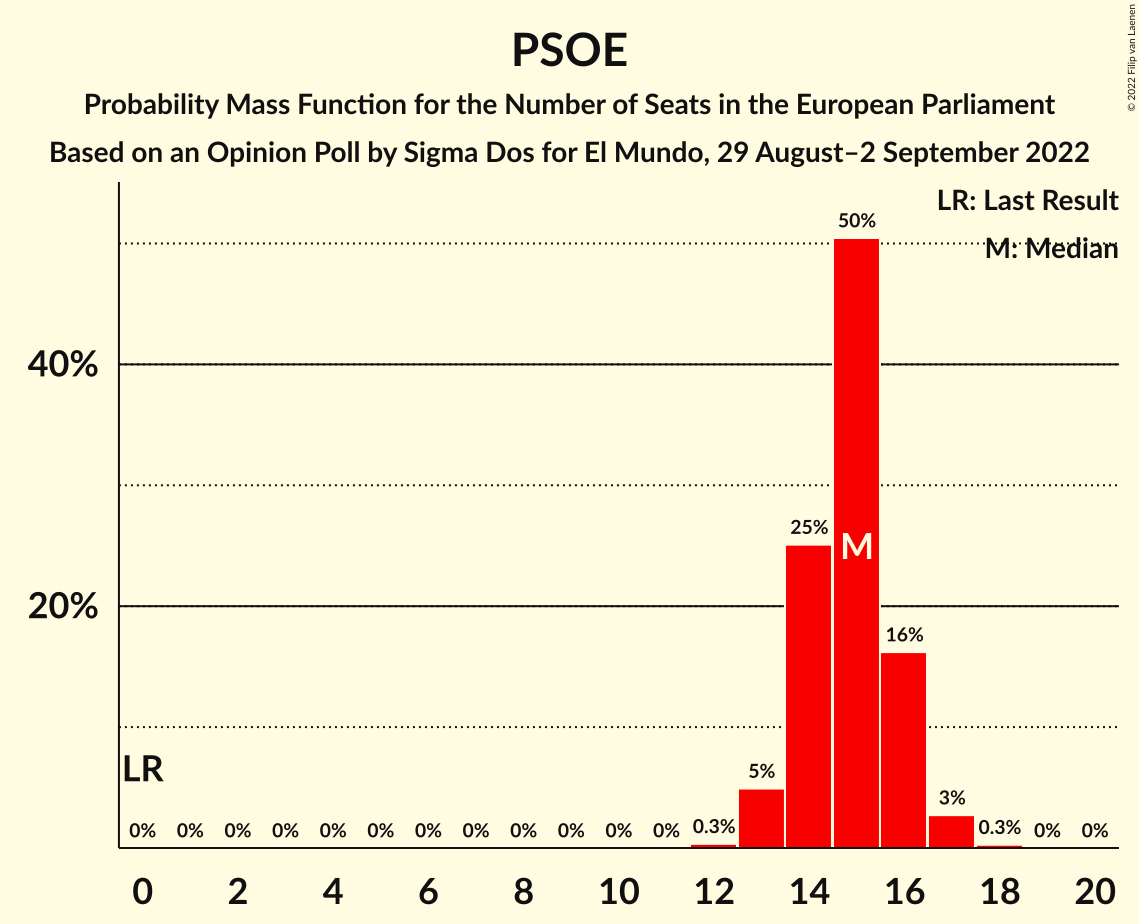 PSOE
Probability Mass Function for the Number of Seats in the European Parliament
Based on an Opinion Poll by Sigma Dos for El Mundo, 29 August–2 September 2022
© 2022 Filip van Laenen
LR: Last Result
M: Median
50%
40%
25%
M
20%
16%
LR
5%
3%
0% 0% 0% 0% 0% 0% 0% 0% 0% 0% 0% 0% 0.3% 0.3% 0% 0%
0 2 4 6 8 10 12 14 16 18 20